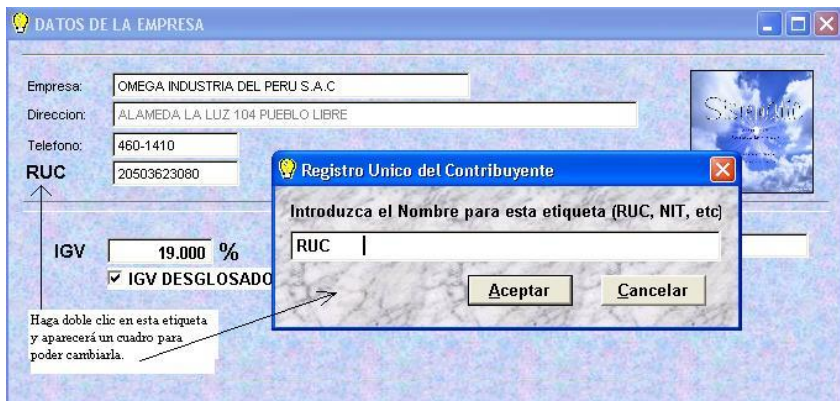 DATOS DE LA EMPRESA
Empresa: OMEGA INDUSTRIA DEL PERU S.A.C
Direccion: ALAMEDA LA LUZ 104 PUEBLO LIBRE
Telefono: 460-1410
RUC 20503623080
Registro Unico del Contribuyente
Introduzca el Nombre para esta etiqueta (RUC, NIT, etc)
RUC
Aceptar Cancelar
IGV 19.000 %
IGV DESGLOSADO
Haga doble clic en esta etiqueta
y aparecerá un cuadro para
poder cambiarla.